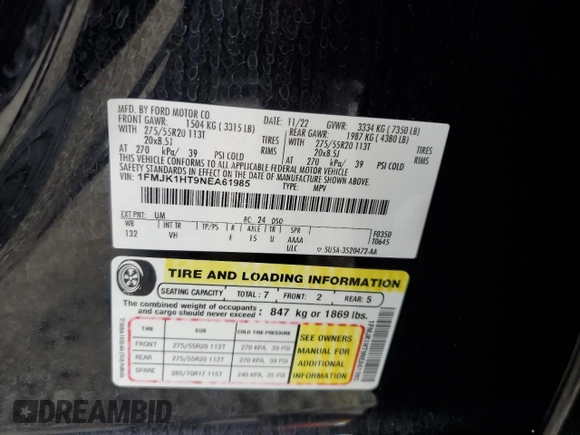 MFD. BY FORD MOTOR CO.
11/22 GVWR: 3334 KG (7350 LB)
FRONT GAWR: 1504 KG (3315 LB) REAR GAWR: 1987 KG (4380 LB)
WITH 275/55R20 113T TIRES WITH 275/55R20 113T TIRES
20x8.5J RIMS 20x8.5J RIMS
AT 270 kPa/ 39 PSI COLD AT 270 kPa/ 39 PSI COLD
THIS VEHICLE CONFORMS TO ALL APPLICABLE FEDERAL MOTOR VEHICLE
SAFETY STANDARDS IN EFFECT ON THE DATE OF MANUFACTURE SHOWN ABOVE.
VIN: 1FMJK1HT9NEA61985 TYPE: MPV
EXT PNT: UM RC: 24 DSO: F0350
WB INT TR TP/PS R AXLE TR SPR T0645
132 VH E 15 U AAAA
ULC 5U5A-3520472-AA
TIRE AND LOADING INFORMATION
SEATING CAPACITY TOTAL: 7 FRONT: 2 REAR: 5
The combined weight of occupants
and cargo should never exceed: 847 kg or 1869 lbs.
TIRE SIZE COLD TIRE PRESSURE
FRONT 275/55R20 113T 270 KPA, 39 PSI
REAR 275/55R20 113T 270 KPA, 39 PSI
SPARE 265/70R17 115T 240 KPA, 35 PSI
SEE OWNERS
MANUAL FOR
ADDITIONAL
INFORMATION
1FMJK1HT9NEA61985
DREAMBID